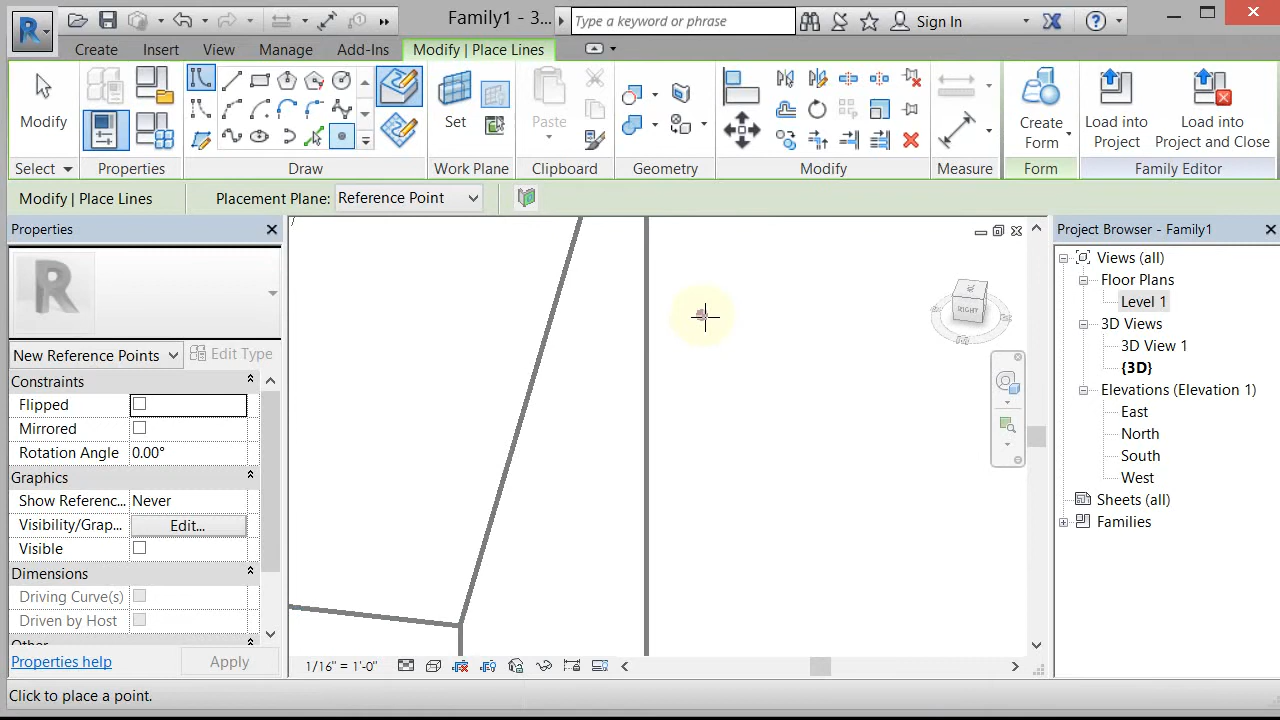 Family1 - 3...
Type a keyword or phrase
Sign In
Create Insert View Manage Add-Ins Modify | Place Lines
Modify
Set
Paste
Create Form
Load into Project
Load into Project and Close
Select Properties Draw Work Plane Clipboard Geometry Modify Measure Form Family Editor
Modify | Place Lines
Placement Plane: Reference Point
Properties
R
New Reference Points
Edit Type
Constraints
Flipped
Mirrored
Rotation Angle 0.00°
Graphics
Show Referenc... Never
Visibility/Grap... Edit...
Visible
Dimensions
Driving Curve(s)
Driven by Host
Other
Properties help
Apply
RIGHT
1/16" = 1'-0"
Project Browser - Family1
Views (all)
Floor Plans
Level 1
3D Views
3D View 1
{3D}
Elevations (Elevation 1)
East
North
South
West
Sheets (all)
Families
Click to place a point.